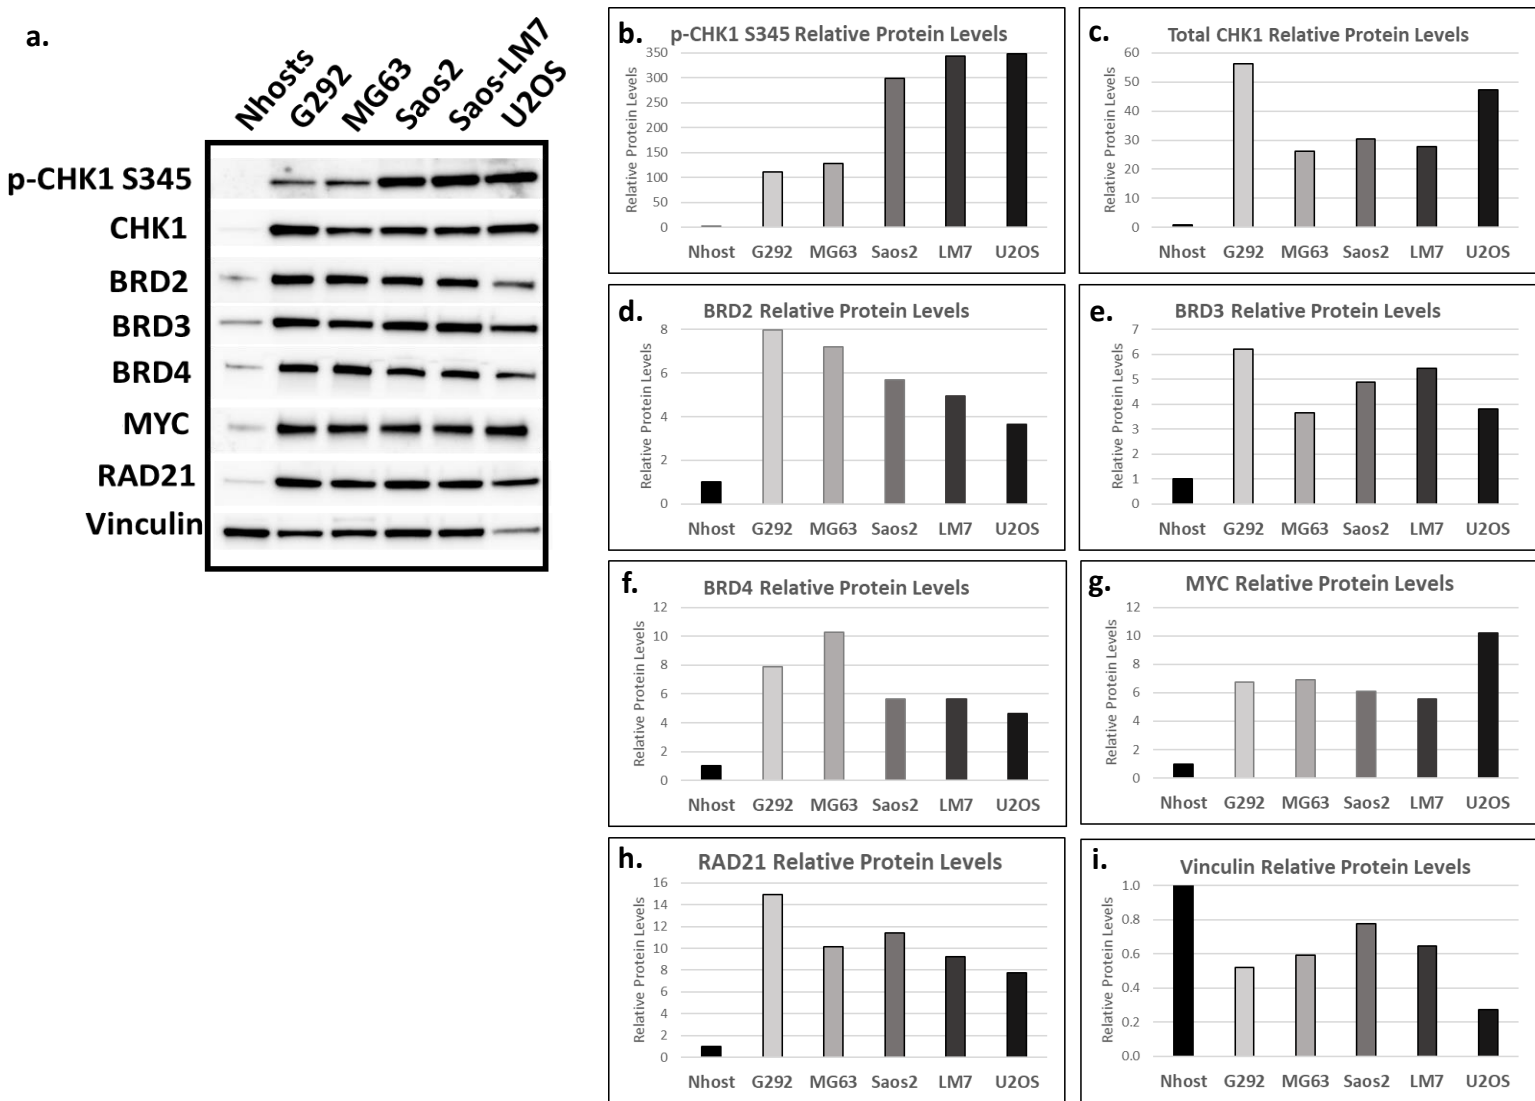 a.
Nhosts
G292
MG63
Saos2
Saos-LM7
U2OS
p-CHK1 S345
CHK1
BRD2
BRD3
BRD4
MYC
RAD21
Vinculin
b.
p-CHK1 S345 Relative Protein Levels
Relative Protein Levels
350
300
250
200
150
100
50
0
Nhost G292 MG63 Saos2 LM7 U2OS
c.
Total CHK1 Relative Protein Levels
Relative Protein Levels
60
50
40
30
20
10
0
Nhost G292 MG63 Saos2 LM7 U2OS
d.
BRD2 Relative Protein Levels
Relative Protein Levels
8
6
4
2
0
Nhost G292 MG63 Saos2 LM7 U2OS
e.
BRD3 Relative Protein Levels
Relative Protein Levels
7
6
5
4
3
2
1
0
Nhost G292 MG63 Saos2 LM7 U2OS
f.
BRD4 Relative Protein Levels
Relative Protein Levels
12
10
8
6
4
2
0
Nhost G292 MG63 Saos2 LM7 U2OS
g.
MYC Relative Protein Levels
Relative Protein Levels
12
10
8
6
4
2
0
Nhost G292 MG63 Saos2 LM7 U2OS
h.
RAD21 Relative Protein Levels
Relative Protein Levels
16
14
12
10
8
6
4
2
0
Nhost G292 MG63 Saos2 LM7 U2OS
i.
Vinculin Relative Protein Levels
Relative Protein Levels
1.0
0.8
0.6
0.4
0.2
0.0
Nhost G292 MG63 Saos2 LM7 U2OS